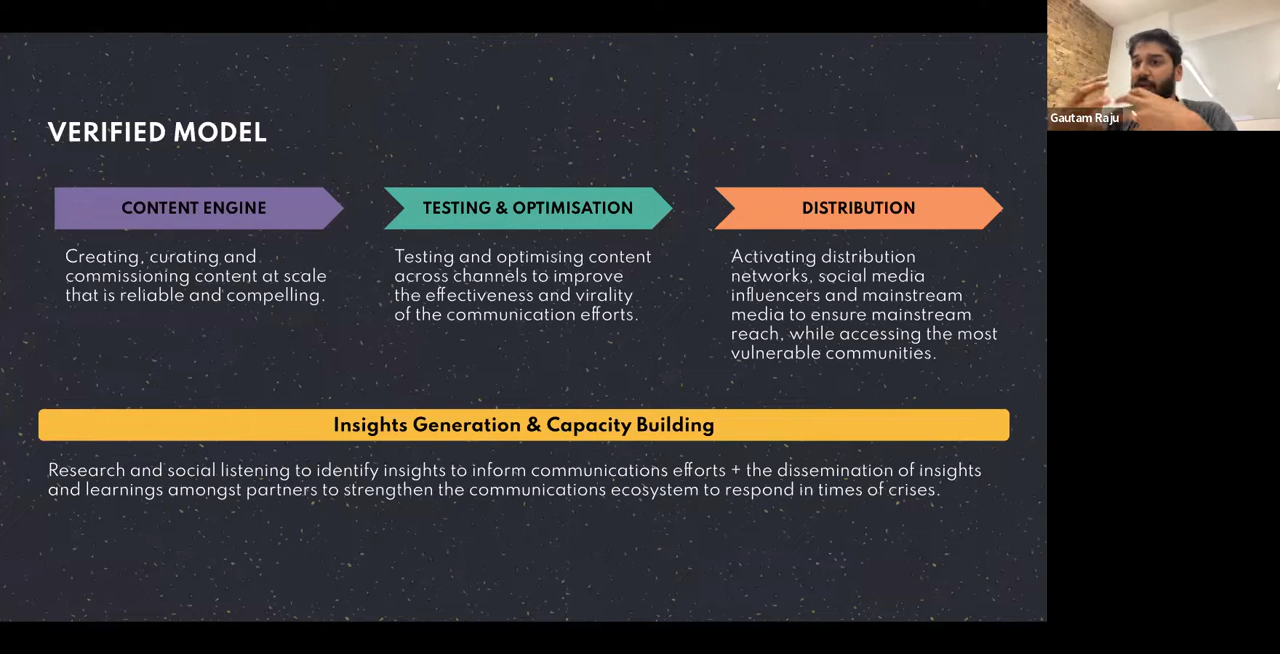 VERIFIED MODEL
CONTENT ENGINE
Creating, curating and
commissioning content at scale
that is reliable and compelling.
TESTING & OPTIMISATION
Testing and optimising content
across channels to improve
the effectiveness and virality
of the communication efforts.
DISTRIBUTION
Activating distribution
networks, social media
influencers and mainstream
media to ensure mainstream
reach, while accessing the most
vulnerable communities.
Insights Generation & Capacity Building
Research and social listening to identify insights to inform communications efforts + the dissemination of insights
and learnings amongst partners to strengthen the communications ecosystem to respond in times of crises.
Gautam Raju